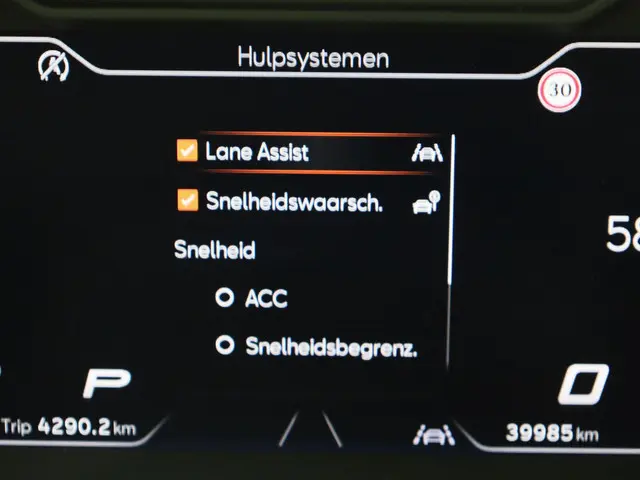 Hulpsystemen
30
Lane Assist
Snelheidswaarsch.
58
Snelheid
ACC
Snelheidsbegrenz.
P
0
Trip 4290.2 km
39985 km